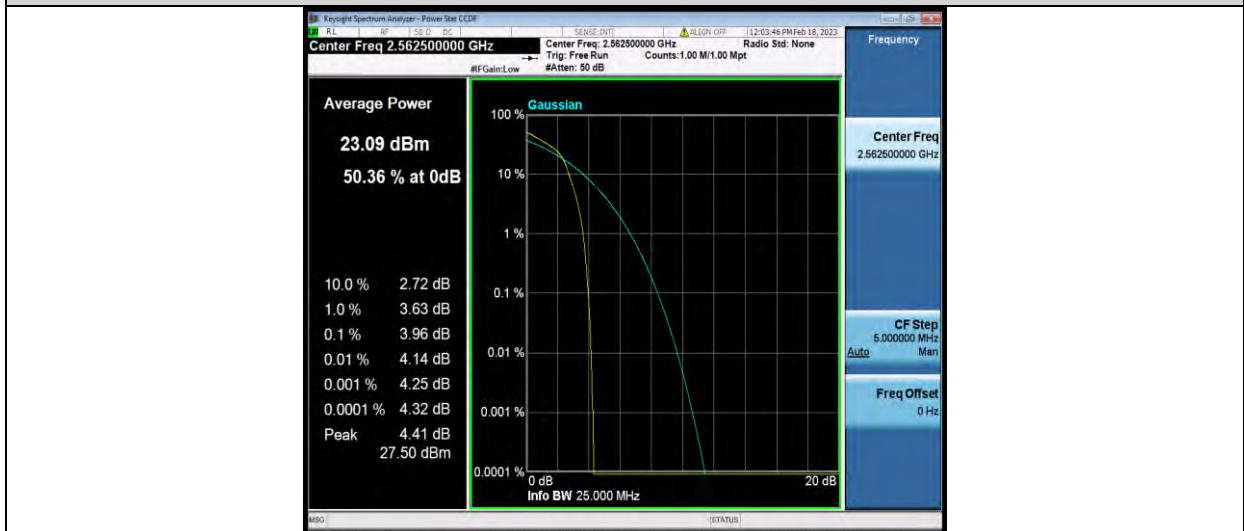 Keysight Spectrum Analyzer - Power Stat CCDF
RL RF 50 Ω DC SENSE:INT ALIGN OFF 12:03:46 PM Feb 18, 2023
Center Freq 2.562500000 GHz
Center Freq: 2.562500000 GHz Radio Std: None
Trig: Free Run Counts:1.00 M/1.00 Mpt
#IFGain:Low #Atten: 50 dB
Frequency
Average Power
23.09 dBm
50.36 % at 0dB
10.0 % 2.72 dB
1.0 % 3.63 dB
0.1 % 3.96 dB
0.01 % 4.14 dB
0.001 % 4.25 dB
0.0001 % 4.32 dB
Peak 4.41 dB
27.50 dBm
Gaussian
100 %
10 %
1 %
0.1 %
0.01 %
0.001 %
0.0001 %
0 dB 20 dB
Info BW 25.000 MHz
Center Freq
2.562500000 GHz
CF Step
5.000000 MHz
Auto Man
Freq Offset
0 Hz
MSG STATUS